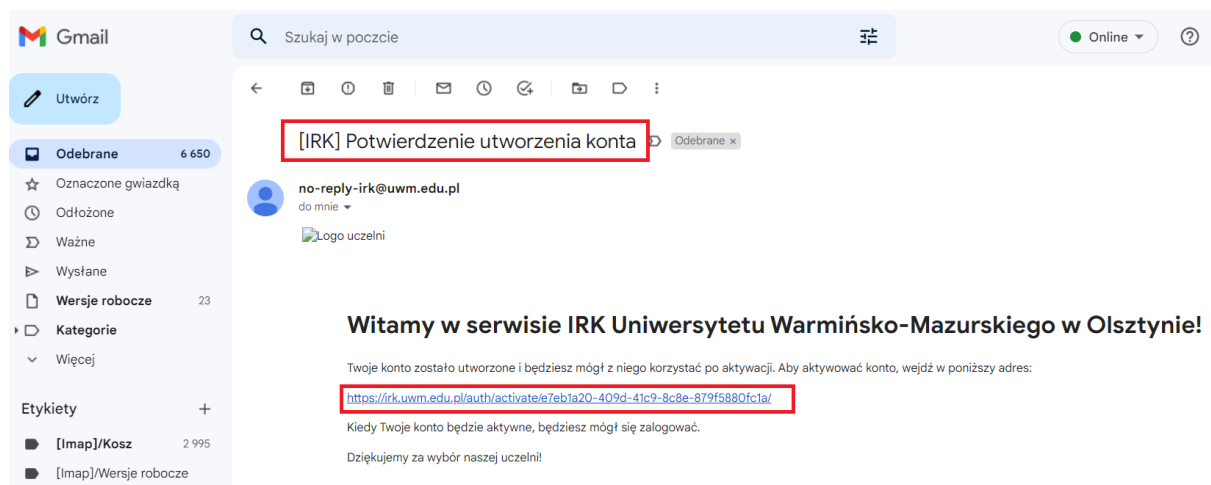 Gmail
Szukaj w poczcie
Online
Utwórz
Odebrane 6 650
Oznaczone gwiazdką
Odłożone
Ważne
Wysłane
Wersje robocze 23
Kategorie
Więcej
Etykiety +
[Imap]/Kosz 2 995
[Imap]/Wersje robocze
[IRK] Potwierdzenie utworzenia konta Odebrane ×
no-reply-irk@uwm.edu.pl
do mnie
Logo uczelni
Witamy w serwisie IRK Uniwersytetu Warmińsko-Mazurskiego w Olsztynie!
Twoje konto zostało utworzone i będziesz mógł z niego korzystać po aktywacji. Aby aktywować konto, wejdź w poniższy adres:
https://irk.uwm.edu.pl/auth/activate/e7eb1a20-409d-41c9-8c8e-879f5880fc1a/
Kiedy Twoje konto będzie aktywne, będziesz mógł się zalogować.
Dziękujemy za wybór naszej uczelni!